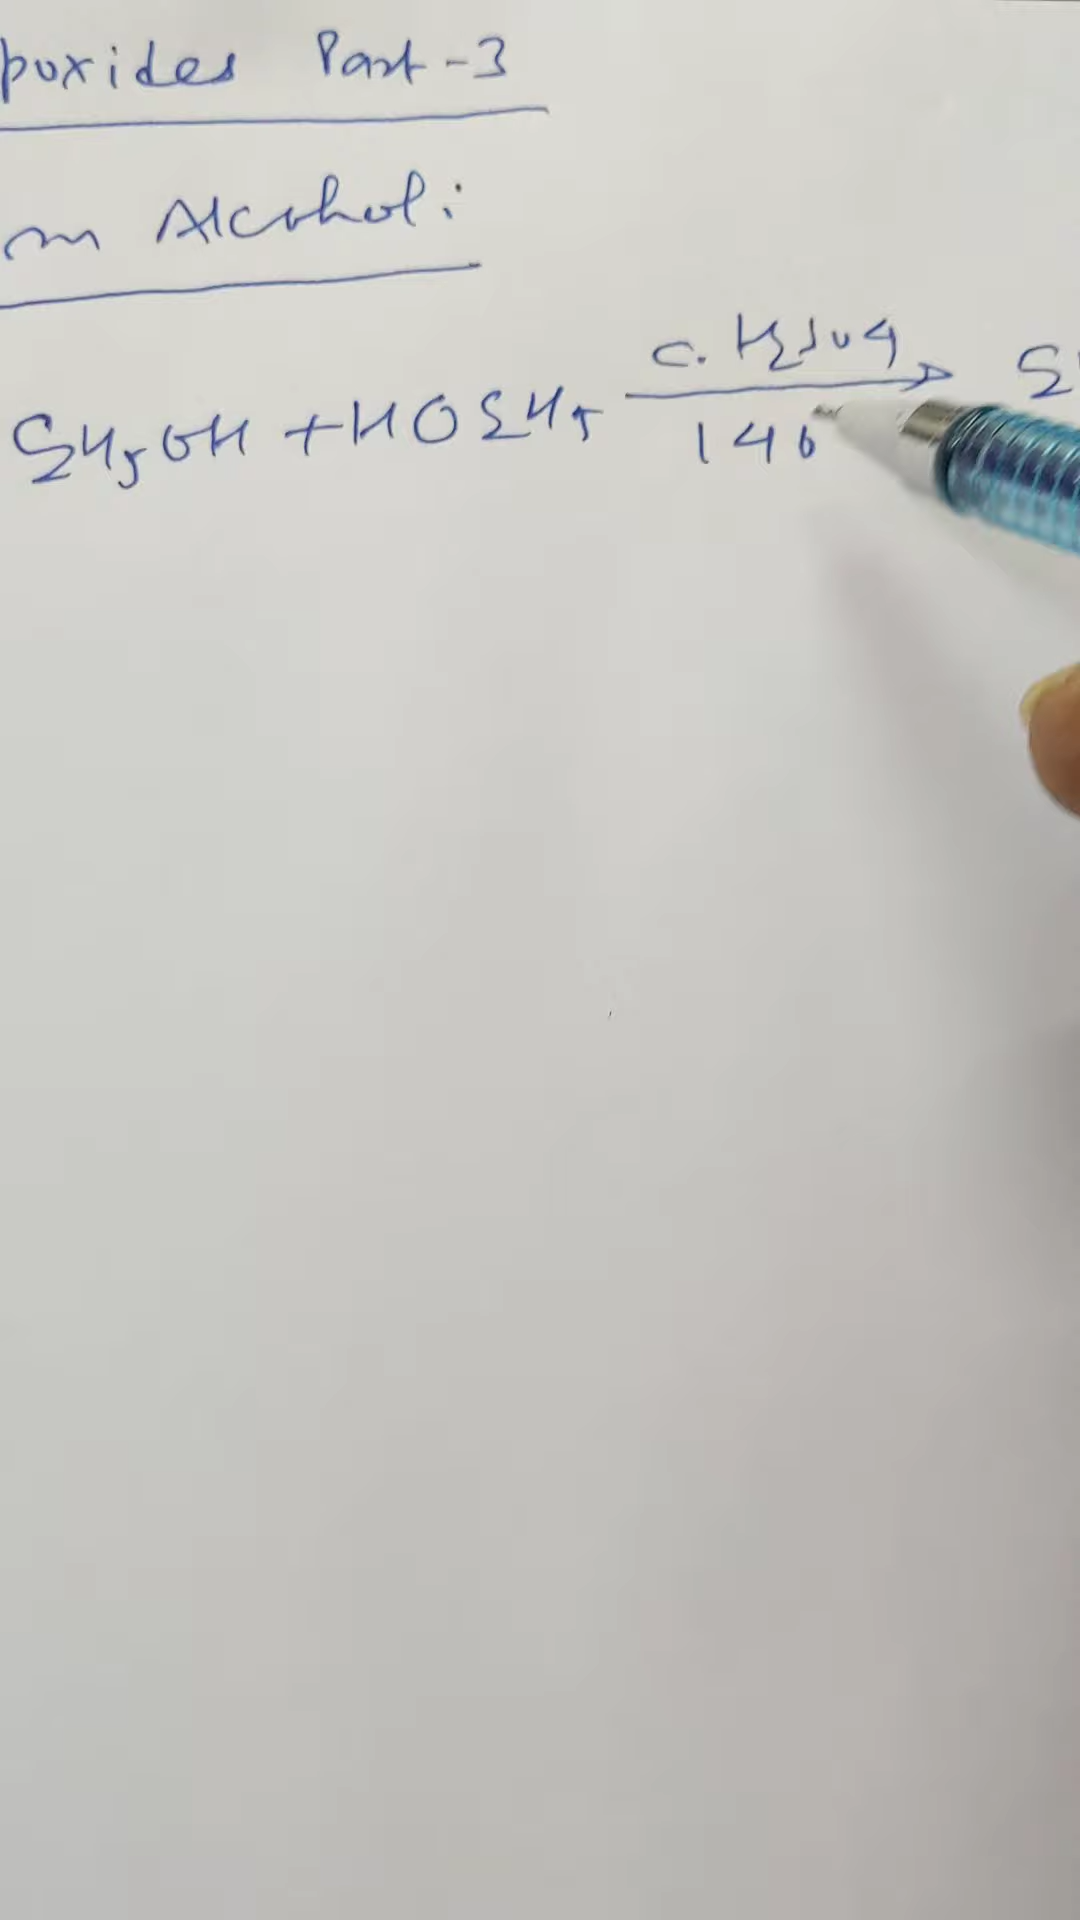 poxides Part-3
m Alcohol:
c. H2SO4
C2H5OH + HOC2H5
140